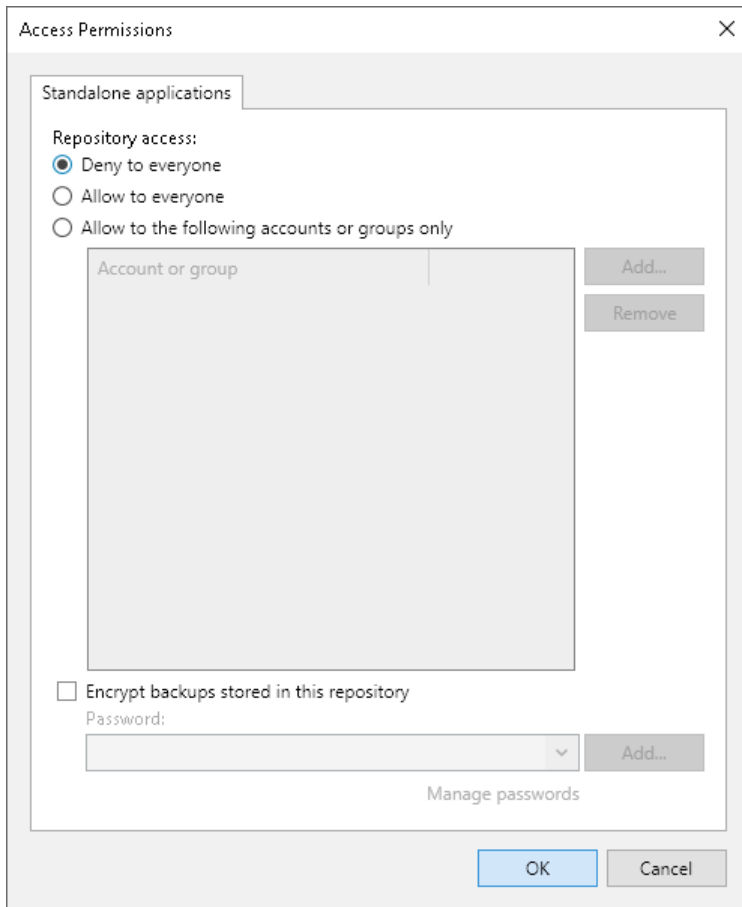 Access Permissions
Standalone applications
Repository access:
Deny to everyone
Allow to everyone
Allow to the following accounts or groups only
Account or group
Add...
Remove
Encrypt backups stored in this repository
Password:
Add...
Manage passwords
OK
Cancel